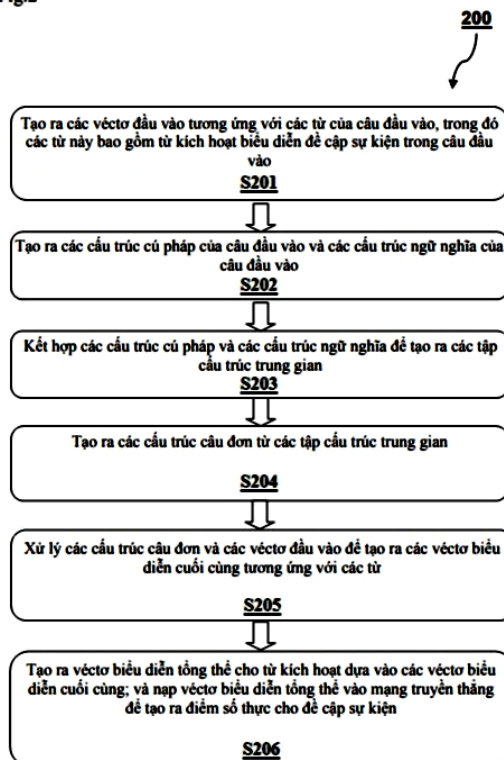 200
Tạo ra các véctơ đầu vào tương ứng với các từ của câu đầu vào, trong đó
các từ này bao gồm từ kích hoạt biểu diễn đề cập sự kiện trong câu đầu
vào
S201
Tạo ra các cấu trúc cú pháp của câu đầu vào và các cấu trúc ngữ nghĩa của
câu đầu vào
S202
Kết hợp các cấu trúc cú pháp và các cấu trúc ngữ nghĩa để tạo ra các tập
cấu trúc trung gian
S203
Tạo ra các cấu trúc câu đơn từ các tập cấu trúc trung gian
S204
Xử lý các cấu trúc câu đơn và các véctơ đầu vào để tạo ra các véctơ biểu
diễn cuối cùng tương ứng với các từ
S205
Tạo ra véctơ biểu diễn tổng thể cho từ kích hoạt dựa vào các véctơ biểu
diễn cuối cùng; và nạp véctơ biểu diễn tổng thể vào mạng truyền thẳng
để tạo ra điểm số thực cho đề cập sự kiện
S206